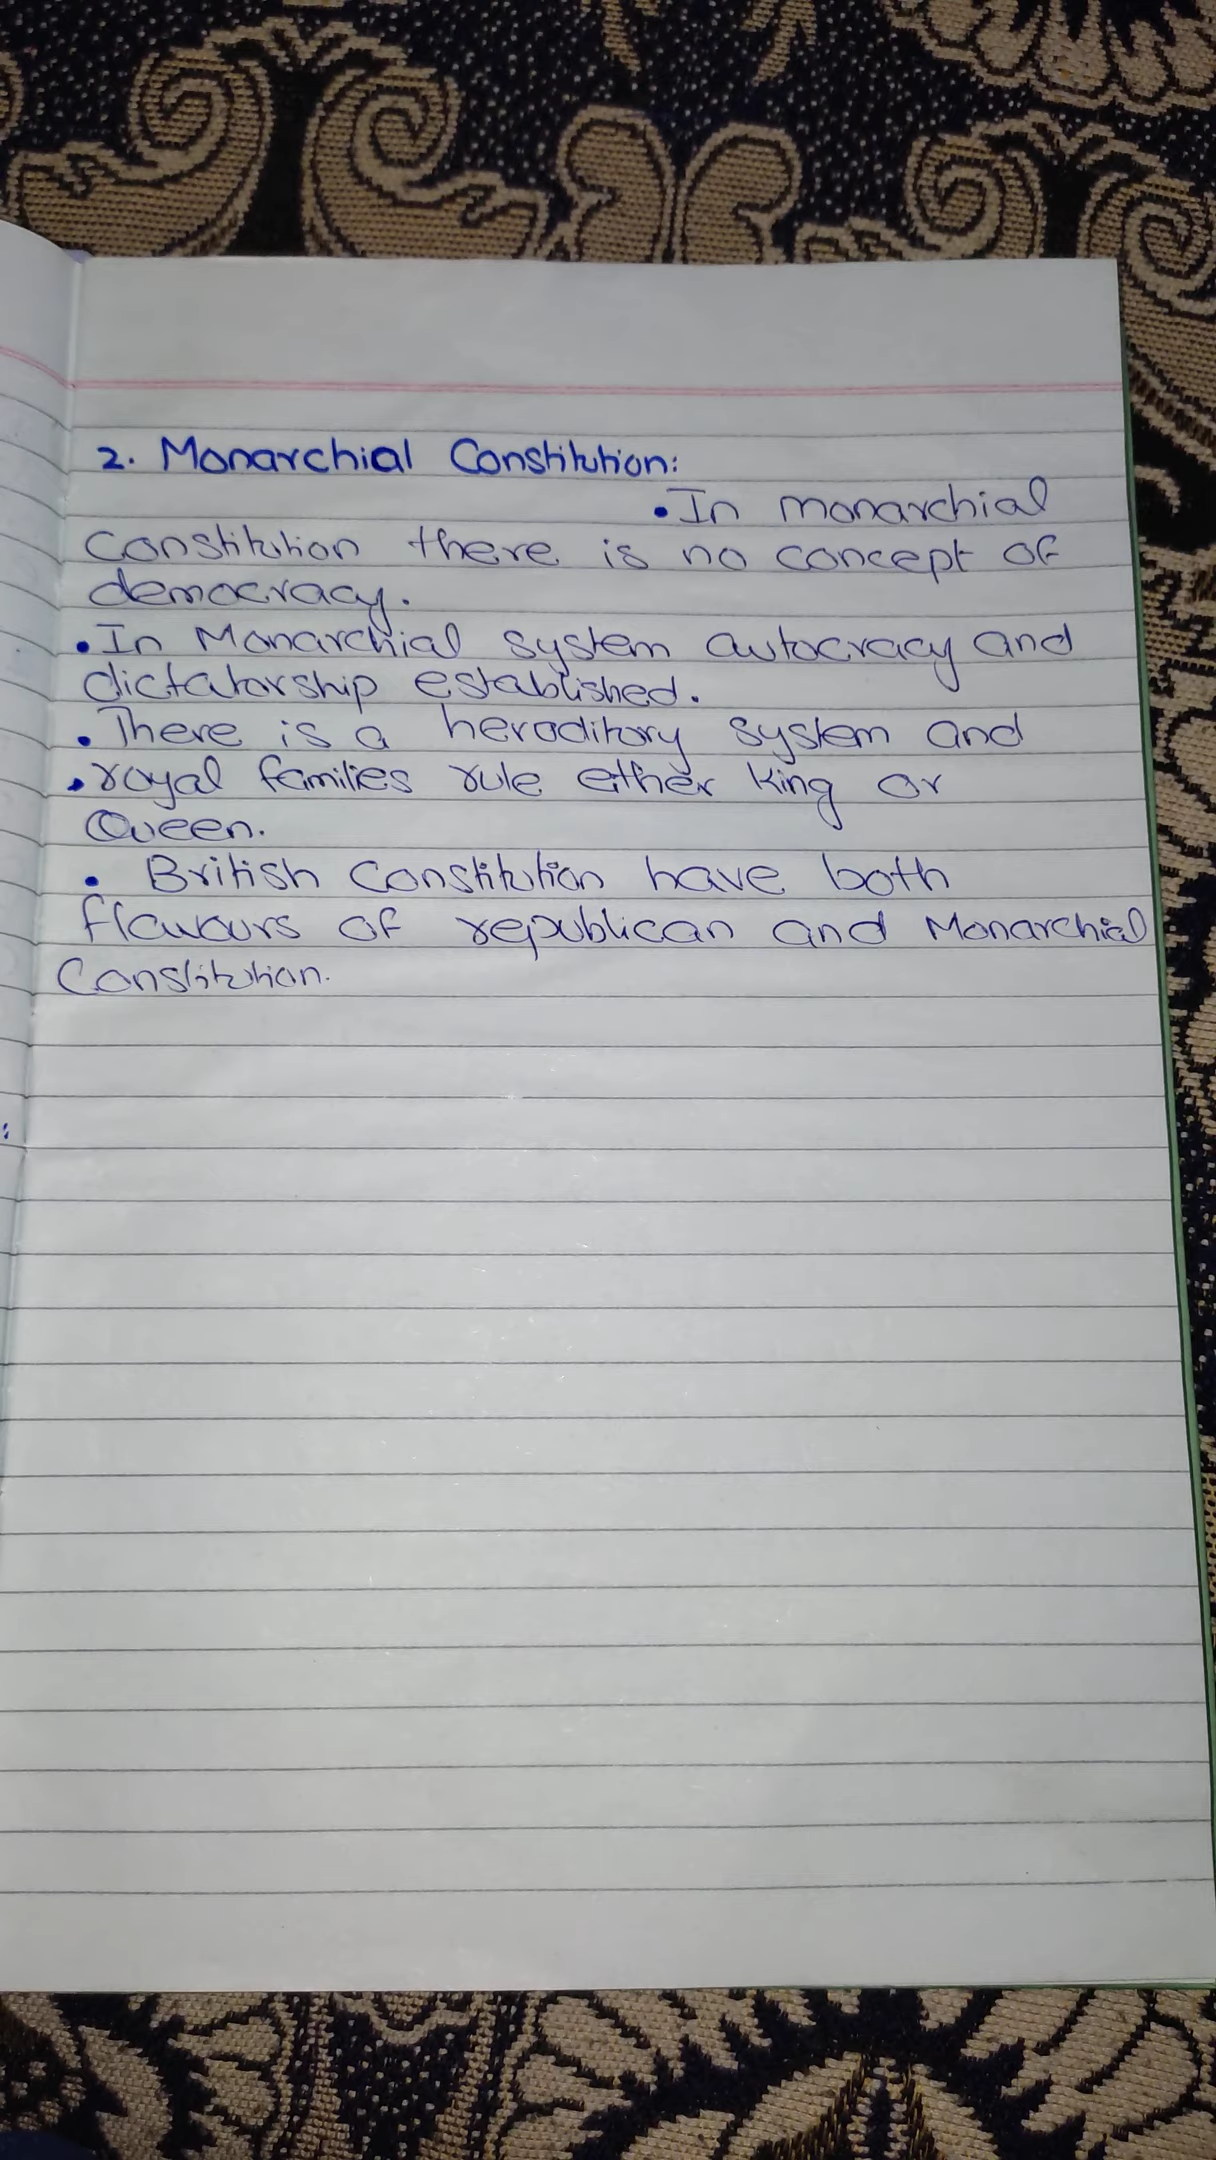 2. Monarchial Constitution:
• In monarchial
Constitution there is no concept of
democracy.
• In Monarchial system autocracy and
dictatorship established.
• There is a heroditory system and
• royal families rule either King or
Queen.
• British Constitution have both
flavours of republican and Monarchial
Constitution.